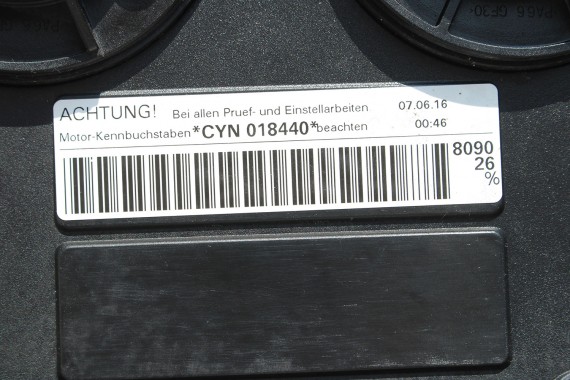 ACHTUNG! Bei allen Pruef- und Einstellarbeiten 07.06.16
Motor-Kennbuchstaben *CYN 018440* beachten 00:46
8090
26
%